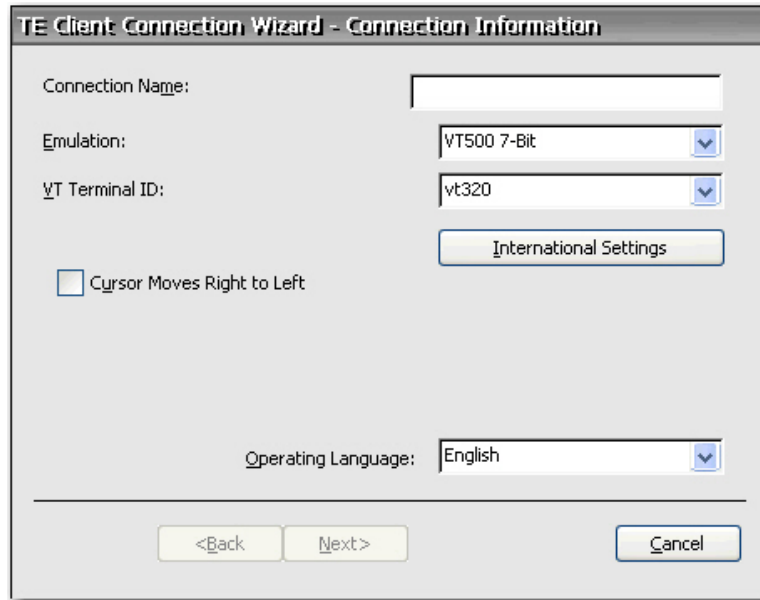 TE Client Connection Wizard - Connection Information
Connection Name:
Emulation:
VT500 7-Bit
VT Terminal ID:
vt320
International Settings
Cursor Moves Right to Left
Operating Language:
English
<Back
Next>
Cancel